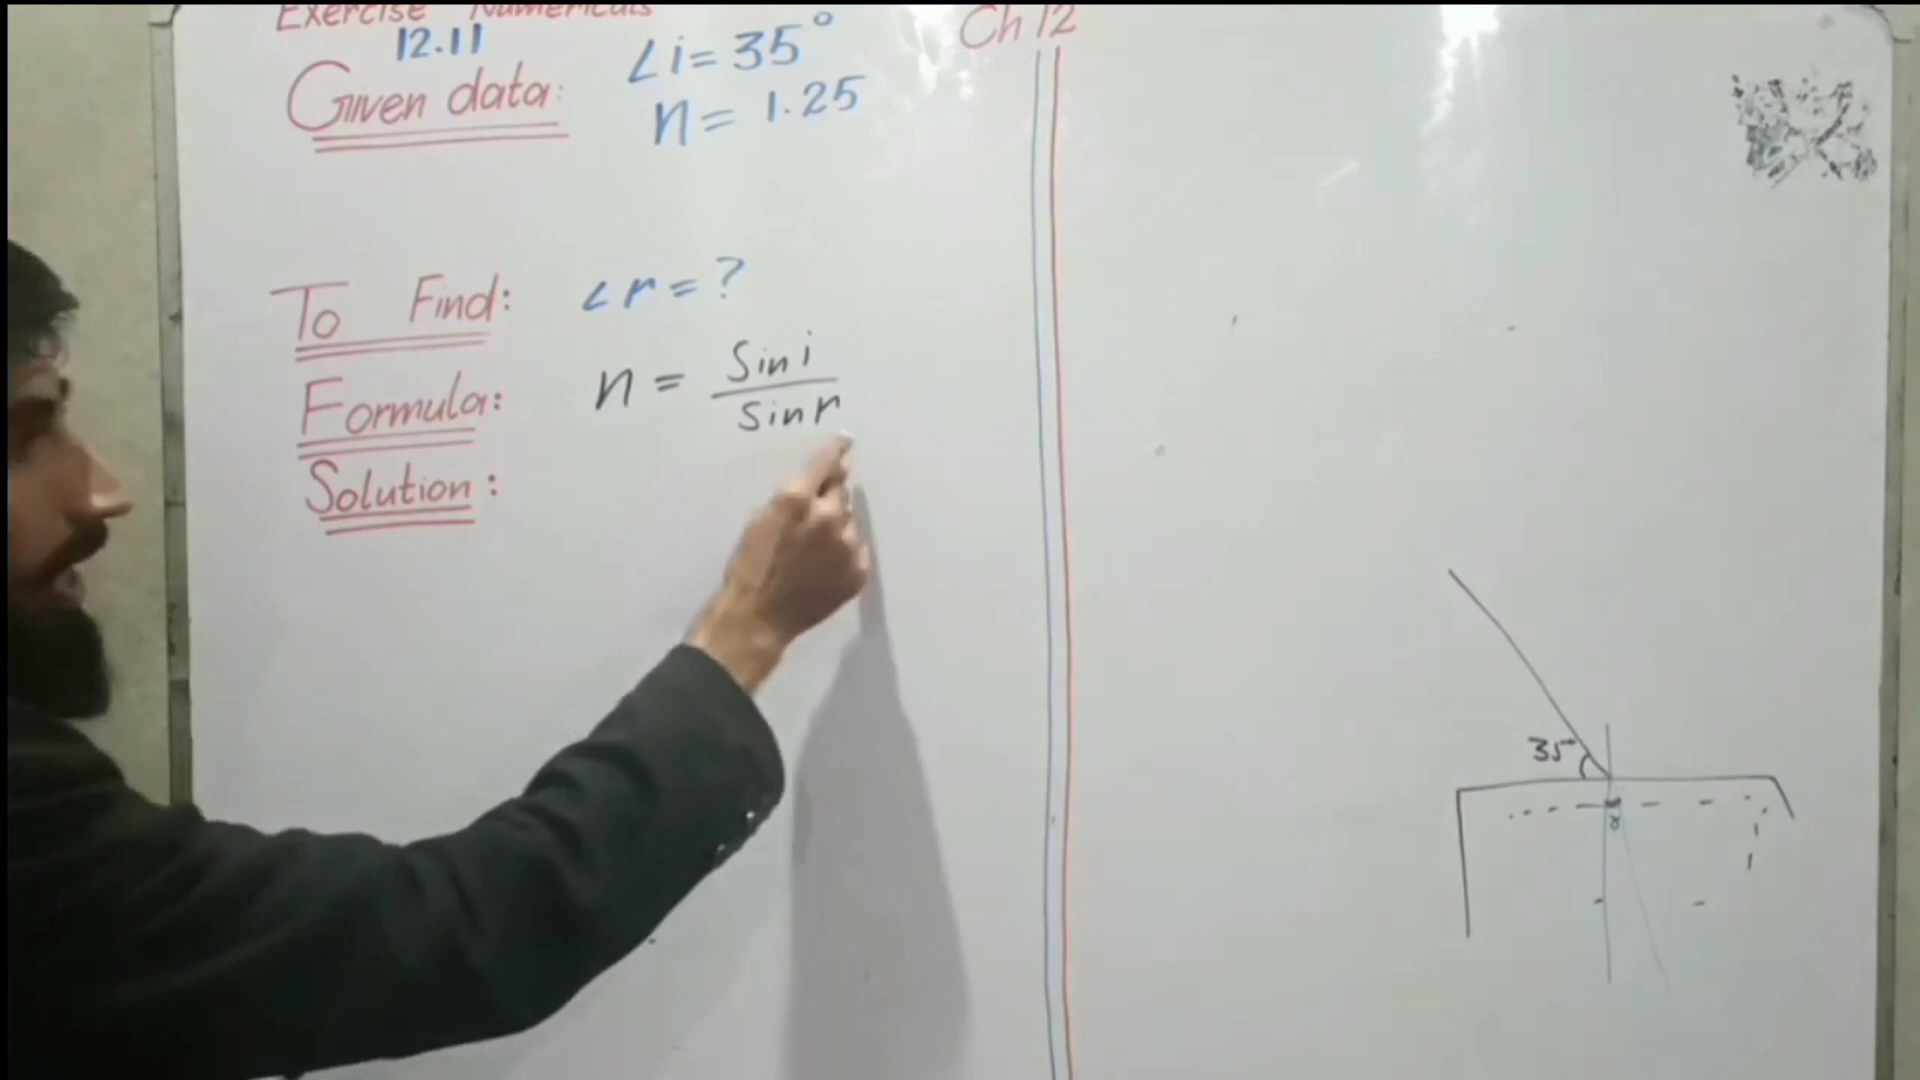 Exercise Numericals
12.11
Given data:
∠i = 35°
n = 1.25
To Find: ∠r = ?
Formula: n = Sin i / Sin r
Solution:
Ch 12
35
r